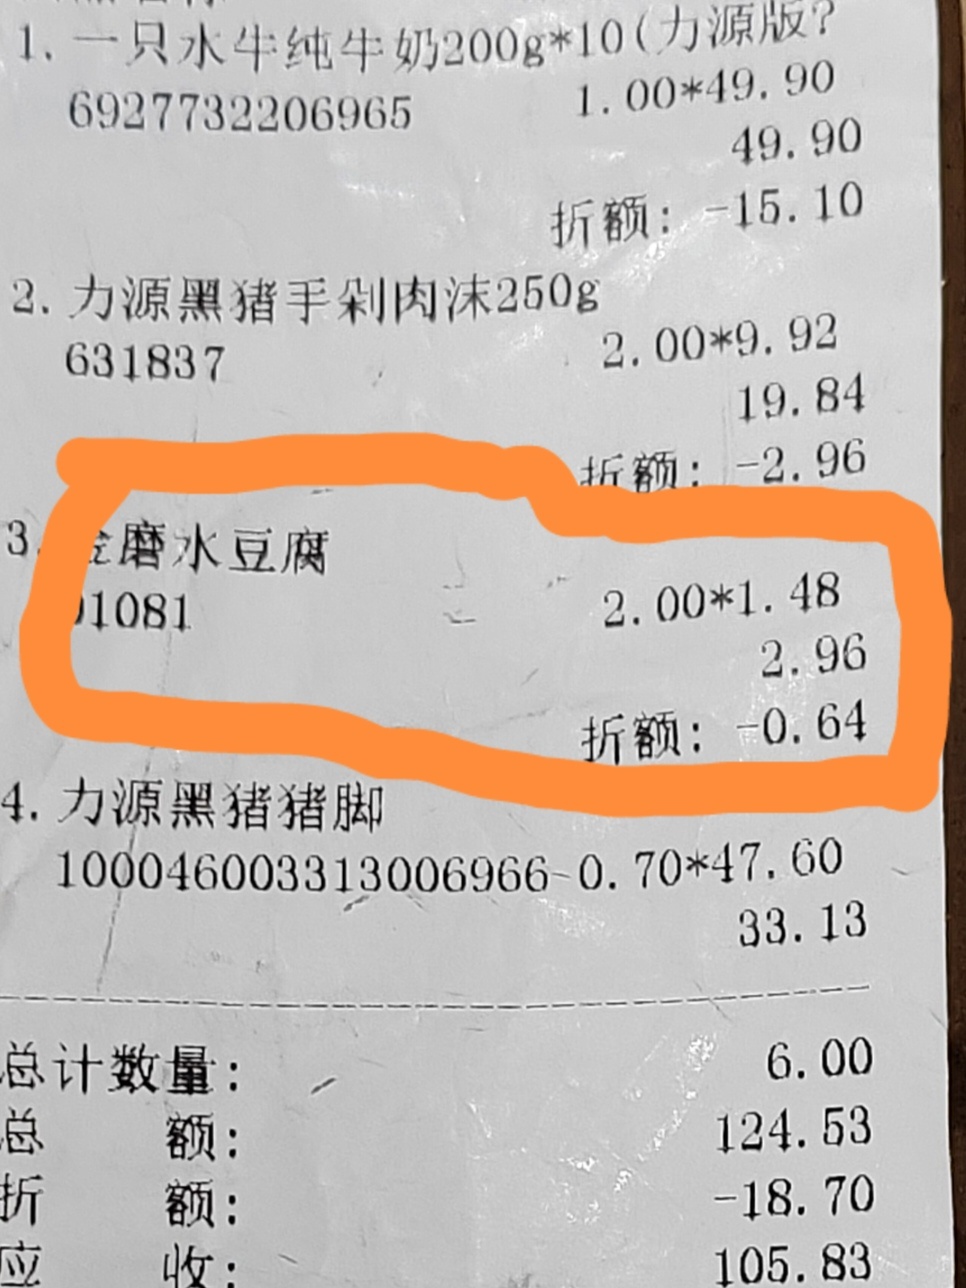 1. 一只水牛纯牛奶200g*10(力源版?
6927732206965 1.00*49.90
49.90
折额: -15.10
2. 力源黑猪手剁肉沫250g
631837 2.00*9.92
19.84
折额: -2.96
3. 磨水豆腐
1081 2.00*1.48
2.96
折额: -0.64
4. 力源黑猪猪脚
100046003313006966-0.70*47.60
33.13
总计数量: 6.00
总 额: 124.53
折 额: -18.70
应 收: 105.83